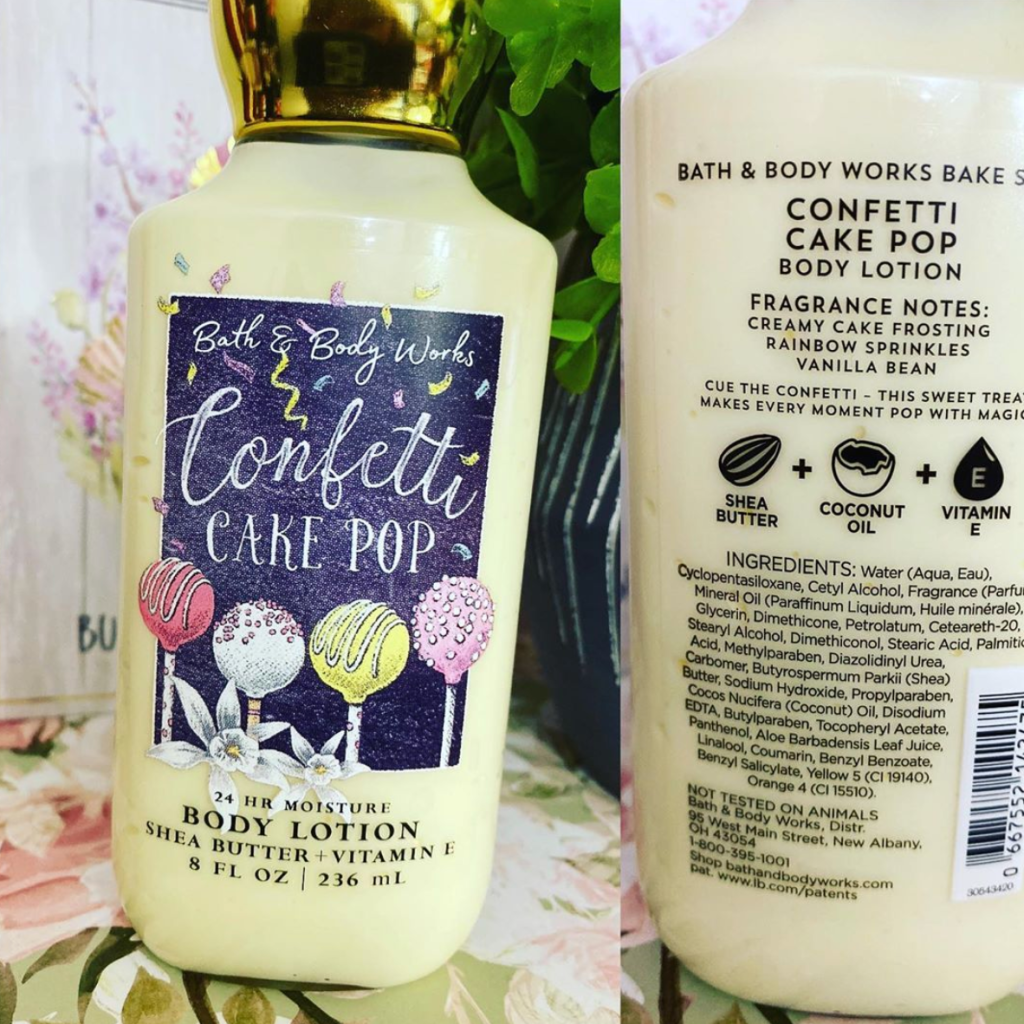 Bath & Body Works
Confetti
CAKE POP
24 HR MOISTURE
BODY LOTION
SHEA BUTTER + VITAMIN E
8 FL OZ | 236 mL
BU
BATH & BODY WORKS BAKE S
CONFETTI
CAKE POP
BODY LOTION
FRAGRANCE NOTES:
CREAMY CAKE FROSTING
RAINBOW SPRINKLES
VANILLA BEAN
CUE THE CONFETTI – THIS SWEET TREA
MAKES EVERY MOMENT POP WITH MAGIC
SHEA BUTTER + COCONUT OIL + E VITAMIN E
INGREDIENTS: Water (Aqua, Eau),
Cyclopentasiloxane, Cetyl Alcohol, Fragrance (Parfum
Mineral Oil (Paraffinum Liquidum, Huile minérale),
Glycerin, Dimethicone, Petrolatum, Ceteareth-20,
Stearyl Alcohol, Dimethiconol, Stearic Acid, Palmitic
Acid, Methylparaben, Diazolidinyl Urea,
Carbomer, Butyrospermum Parkii (Shea)
Butter, Sodium Hydroxide, Propylparaben,
Cocos Nucifera (Coconut) Oil, Disodium
EDTA, Butylparaben, Tocopheryl Acetate,
Panthenol, Aloe Barbadensis Leaf Juice,
Linalool, Coumarin, Benzyl Benzoate,
Benzyl Salicylate, Yellow 5 (CI 19140),
Orange 4 (CI 15510).
NOT TESTED ON ANIMALS
Bath & Body Works, Distr.
95 West Main Street, New Albany,
OH 43054
1-800-395-1001
Shop bathandbodyworks.com
pat. www.lb.com/patents
30543420